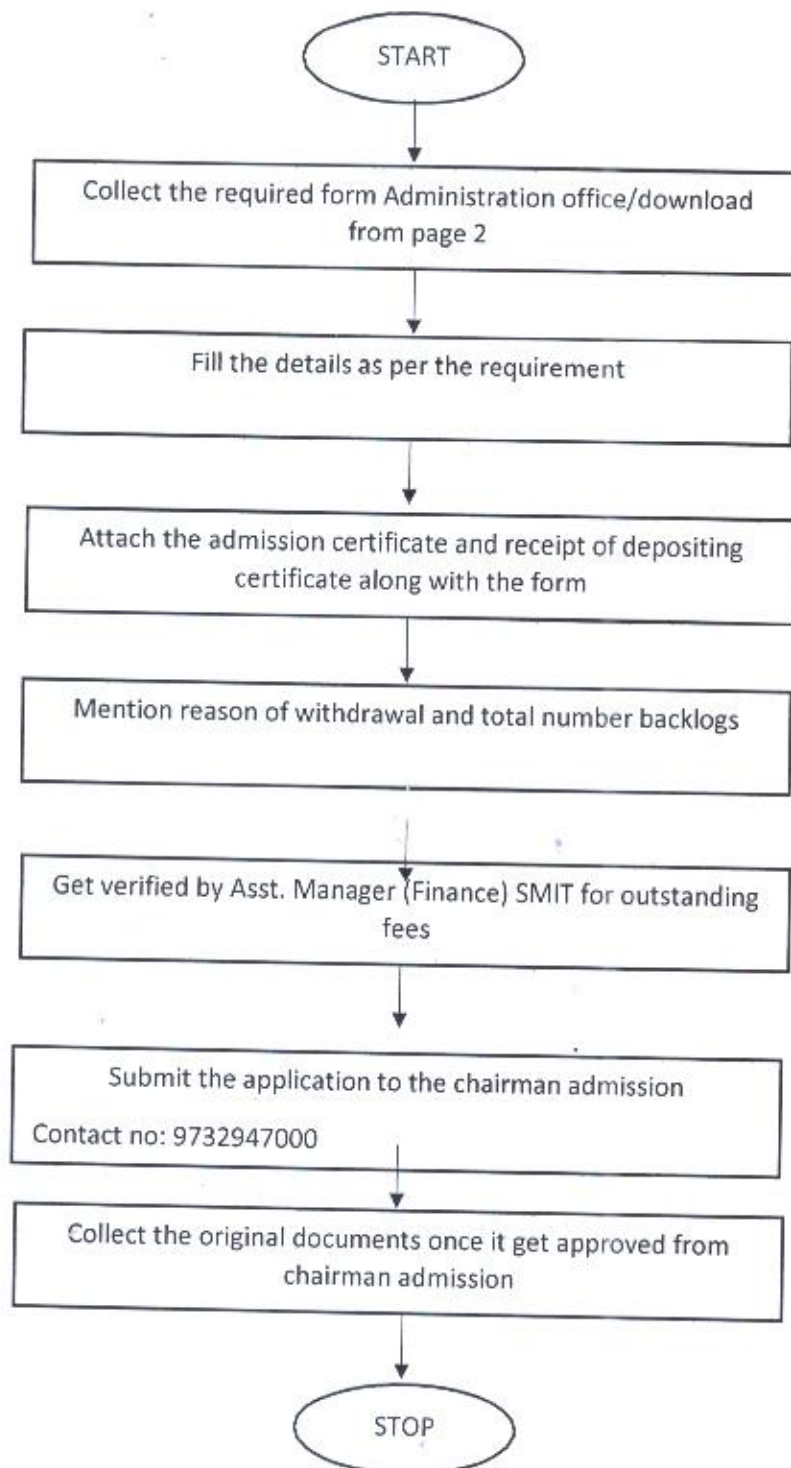 START
Collect the required form Administration office/download
from page 2
Fill the details as per the requirement
Attach the admission certificate and receipt of depositing
certificate along with the form
Mention reason of withdrawal and total number backlogs
Get verified by Asst. Manager (Finance) SMIT for outstanding
fees
Submit the application to the chairman admission
Contact no: 9732947000
Collect the original documents once it get approved from
chairman admission
STOP